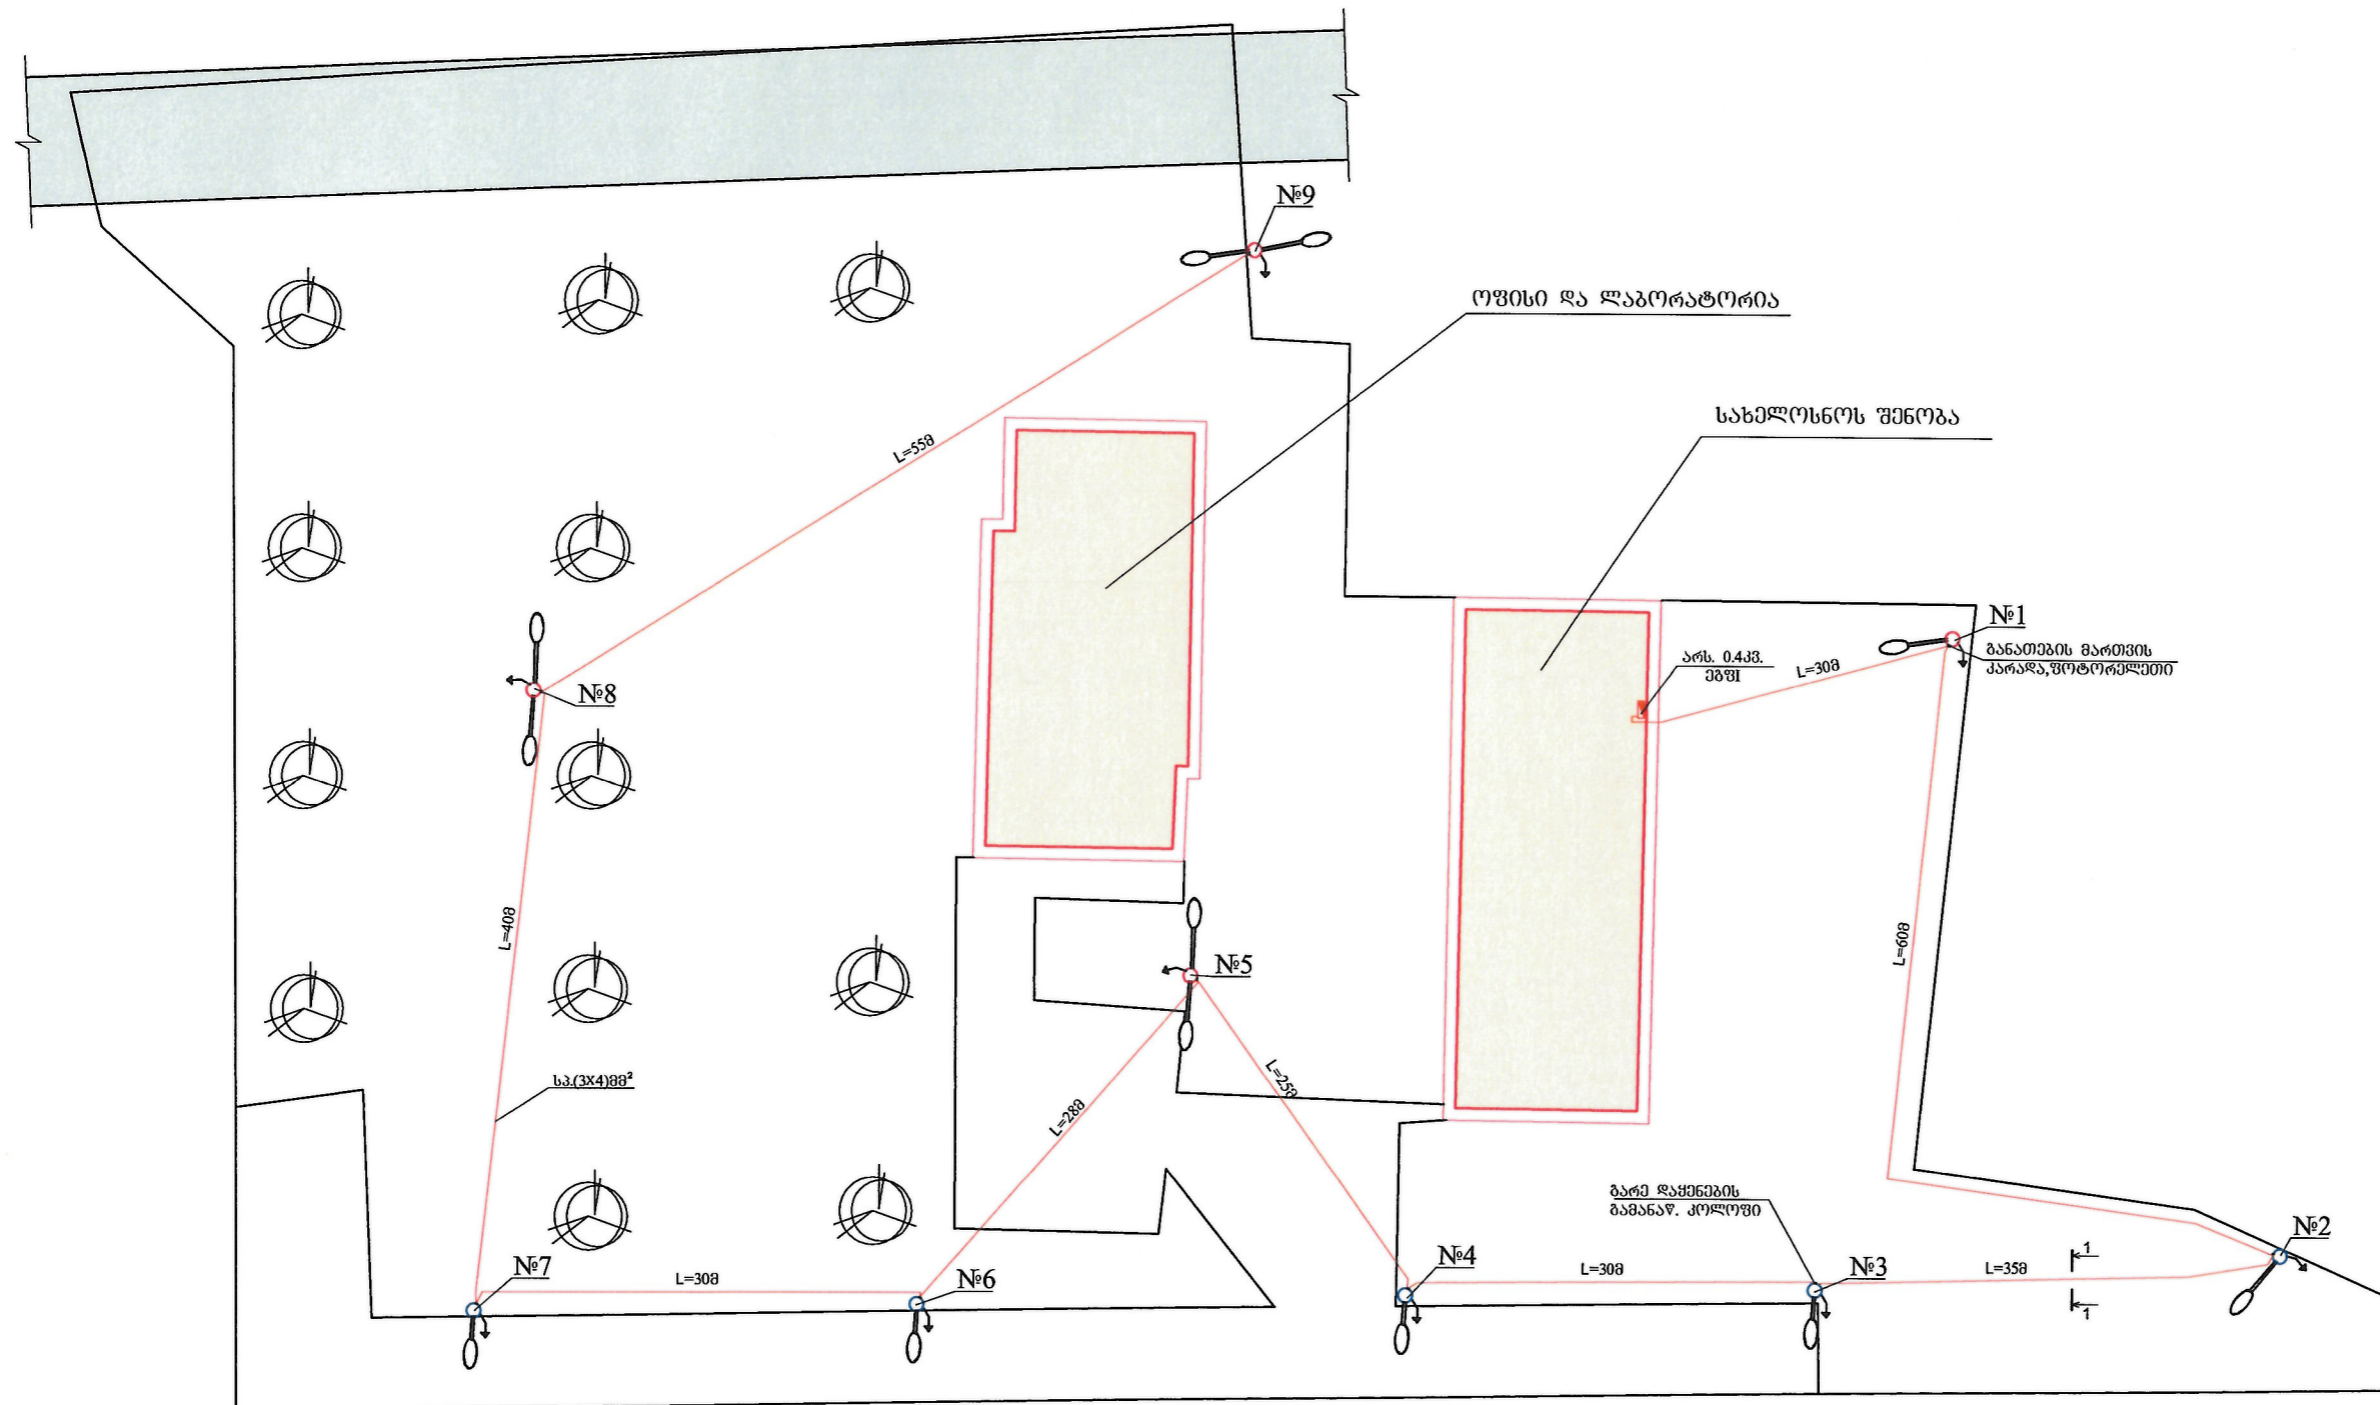 №9
ოფისი და ლაბორატორია
სახელოსნოს შენობა
L=55მ
№1
განათების მართვის
კარადა,ფოტორელეთი
არს. 0.4კვ.
ეგფI
L=30მ
№8
L=40მ
L=60მ
№5
სპ.(3X4)მმ²
L=25მ
L=28მ
გარე დაყენების
გამანაწ. კოლოფი
№2
№7
L=30მ
№6
№4
L=30მ
№3
L=35მ
1
1